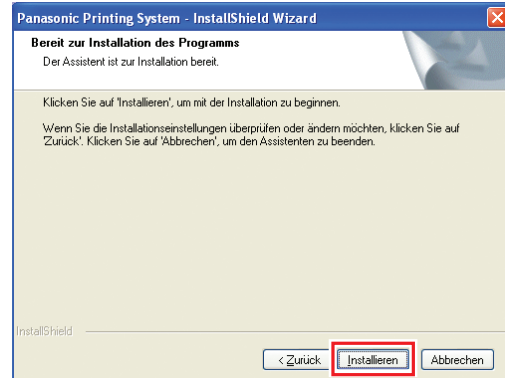 Panasonic Printing System - InstallShield Wizard
Bereit zur Installation des Programms
Der Assistent ist zur Installation bereit.
Klicken Sie auf 'Installieren', um mit der Installation zu beginnen.
Wenn Sie die Installationseinstellungen überprüfen oder ändern möchten, klicken Sie auf
'Zurück'. Klicken Sie auf 'Abbrechen', um den Assistenten zu beenden.
InstallShield
< Zurück Installieren Abbrechen